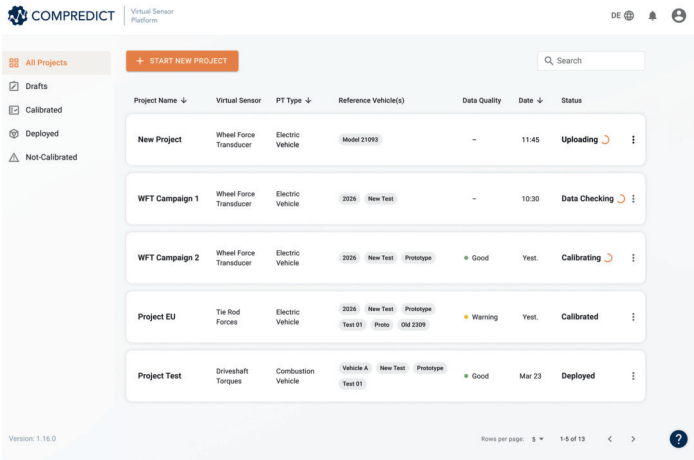 COMPREDICT
Virtual Sensor
Platform
DE
All Projects
Drafts
Calibrated
Deployed
Not-Calibrated
+ START NEW PROJECT
Search
Project Name ↓ Virtual Sensor PT Type ↓ Reference Vehicle(s) Data Quality Date ↓ Status
New Project
Wheel Force
Transducer
Electric
Vehicle
Model 21093
–
11:45
Uploading
WFT Campaign 1
Wheel Force
Transducer
Electric
Vehicle
2026 New Test
–
10:30
Data Checking
WFT Campaign 2
Wheel Force
Transducer
Electric
Vehicle
2026 New Test Prototype
Good
Yest.
Calibrating
Project EU
Tie Rod
Forces
Electric
Vehicle
2026 New Test Prototype
Test 01 Proto Old 2309
Warning
Yest.
Calibrated
Project Test
Driveshaft
Torques
Combustion
Vehicle
Vehicle A New Test Prototype
Test 01
Good
Mar 23
Deployed
Version: 1.16.0
Rows per page: 5 1-5 of 13
?